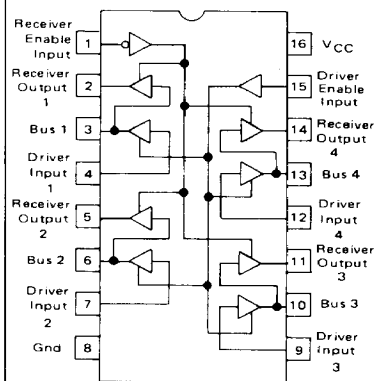 Receiver
Enable
Input
1
Receiver
Output
1
2
Bus 1
3
Driver
Input
1
4
Receiver
Output
2
5
Bus 2
6
Driver
Input
2
7
Gnd
8
16
VCC
15
Driver
Enable
Input
14
Receiver
Output
4
13
Bus 4
12
Driver
Input
4
11
Receiver
Output
3
10
Bus 3
9
Driver
Input
3